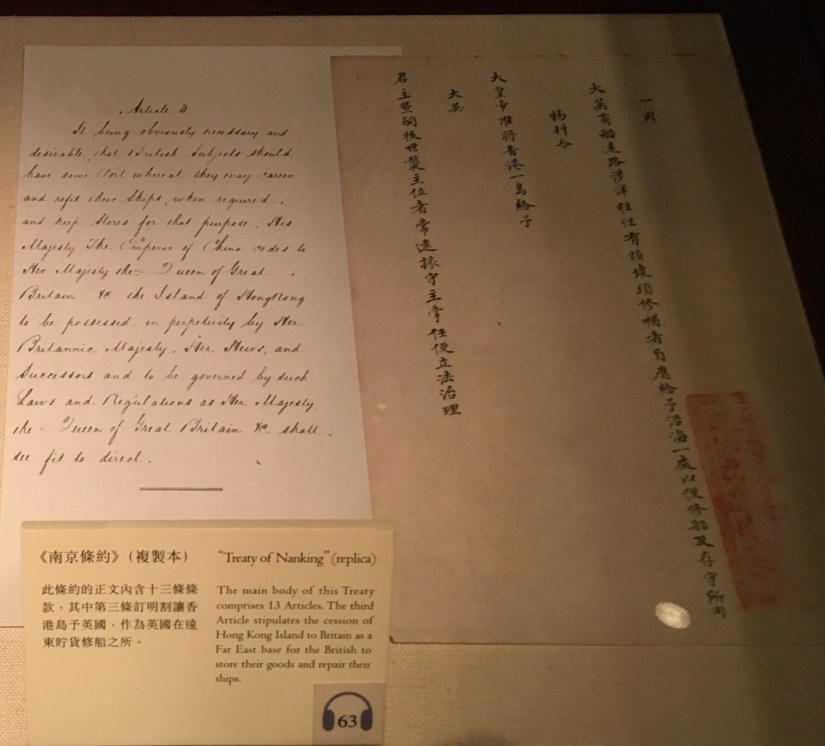 Article 3
It being obviously necessary and
desirable, that British Subjects should
have some Port whereat they may careen
and refit their Ships, when required,
and keep Stores for that purpose, His
Majesty The Emperor of China cedes to
Her Majesty the Queen of Great
Britain &c the Island of HongKong
to be possessed in perpetuity by Her
Britannic Majesty, Her Heirs, and
Successors and to be governed by such
Laws and Regulations as Her Majesty
the Queen of Great Britain &c shall
see fit to direct.
一因
大英商船遠路涉洋往往有損壞須修補者自應給予沿海一處以便修船及存守所用
物料今
大皇帝准將香港一島給予
大英
君主暨嗣後世襲主位者常遠據守主掌任便立法治理
《南京條約》(複製本)
此條約的正文內含十三條條
款，其中第三條訂明割讓香
港島予英國，作為英國在遠
東貯貨修船之所。
"Treaty of Nanking" (replica)
The main body of this Treaty
comprises 13 Articles. The third
Article stipulates the cession of
Hong Kong Island to Britain as a
Far East base for the British to
store their goods and repair their
ships.
63